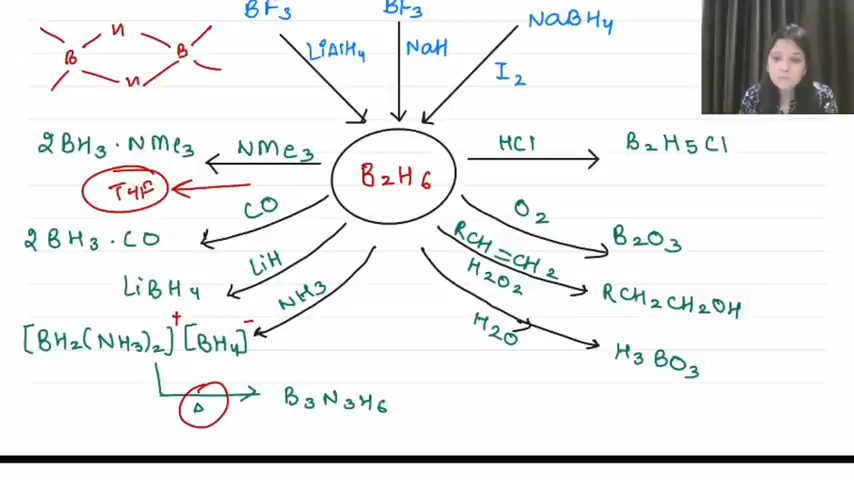 BF3
BF3
NaBH4
LiAlH4
NaH
I2
H
B
B
H
2BH3·NMe3
NMe3
B2H6
HCl
B2H5Cl
THF
CO
O2
2BH3·CO
B2O3
LiH
RCH=CH2
H2O2
LiBH4
RCH2CH2OH
NH3
[BH2(NH3)2]+ [BH4]-
H2O
H3BO3
Δ
B3N3H6